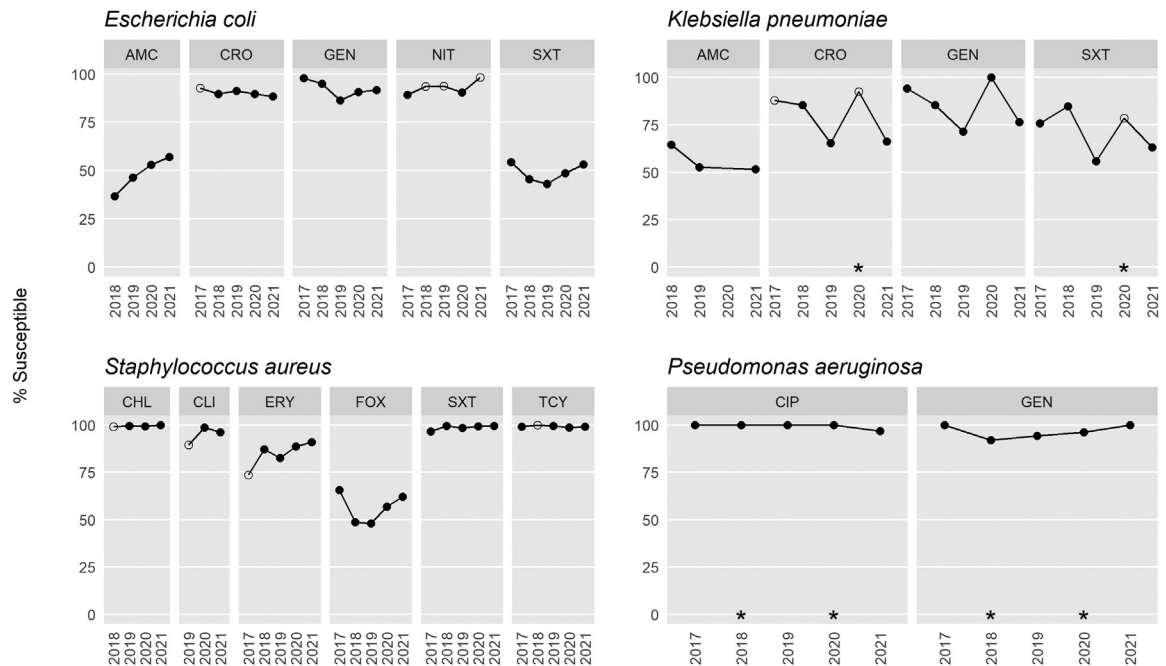 Escherichia coli
AMC CRO GEN NIT SXT
100
75
50
25
0
2018 2019 2020 2021 2017 2018 2019 2020 2021 2017 2018 2019 2020 2021 2017 2018 2019 2020 2021 2017 2018 2019 2020 2021
Klebsiella pneumoniae
AMC CRO GEN SXT
100
75
50
25
0
* *
2018 2019 2020 2021 2017 2018 2019 2020 2021 2017 2018 2019 2020 2021 2017 2018 2019 2020 2021
% Susceptible
Staphylococcus aureus
CHL CLI ERY FOX SXT TCY
100
75
50
25
0
2018 2019 2020 2021 2019 2020 2021 2017 2018 2019 2020 2021 2017 2018 2019 2020 2021 2017 2018 2019 2020 2021 2017 2018 2019 2020 2021
Pseudomonas aeruginosa
CIP GEN
100
75
50
25
0
* * * *
2017 2018 2019 2020 2021 2017 2018 2019 2020 2021